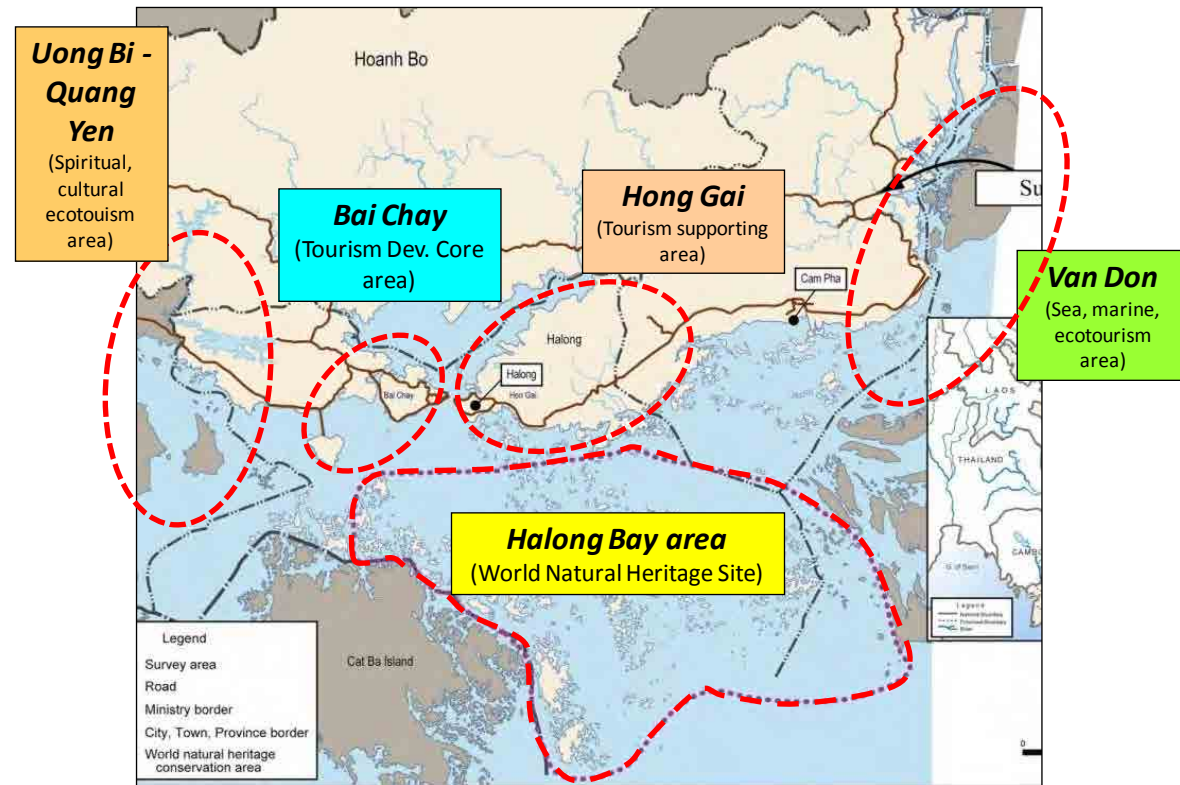 Uong Bi -
Quang
Yen
(Spiritual,
cultural
ecotouism
area)
Hoanh Bo
Bai Chay
(Tourism Dev. Core
area)
Hong Gai
(Tourism supporting
area)
Su
Van Don
(Sea, marine,
ecotourism
area)
Cam Pha
Halong
Halong
Hon Gai
Bai Chay
Halong Bay area
(World Natural Heritage Site)
Cat Ba Island
Legend
Survey area
Road
Ministry border
City, Town, Province border
World natural heritage
conservation area
LAOS
THAILAND
CAMBO
Legend
0